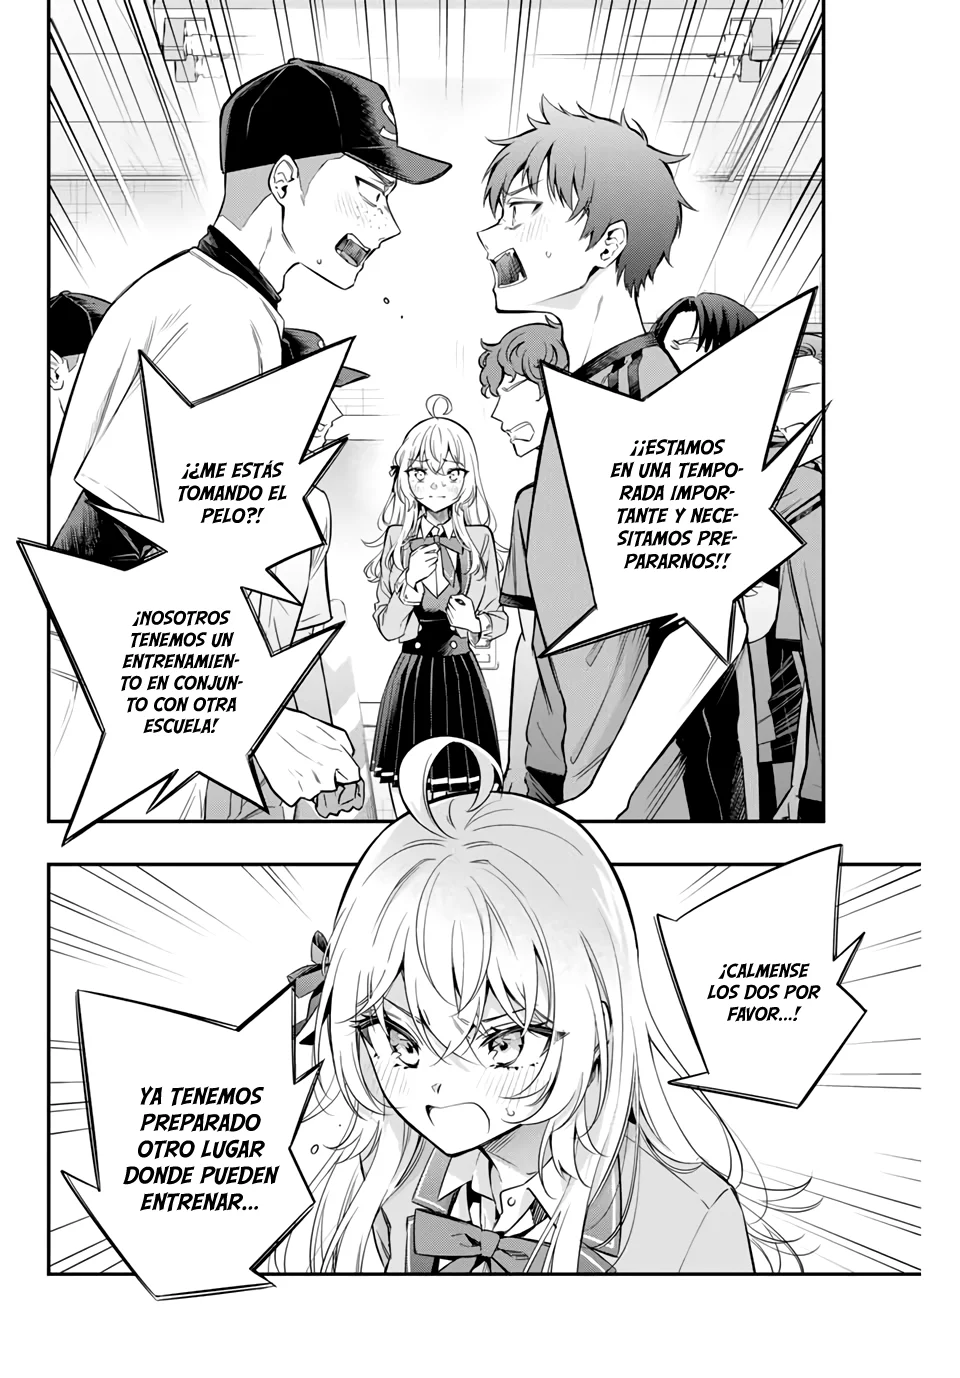 ¡¡ESTAMOS
EN UNA TEMPO-
RADA IMPOR-
TANTE Y NECE-
SITAMOS PRE-
PARARNOS!!
¡¿ME ESTÁS
TOMANDO EL
PELO?!
¡NOSOTROS
TENEMOS UN
ENTRENAMIEN-
TO EN CONJUN-
TO CON OTRA
ESCUELA!
¡CALMENSE
LOS DOS POR
FAVOR...!
YA TENEMOS
PREPARADO
OTRO LUGAR
DONDE PUEDEN
ENTRENAR...